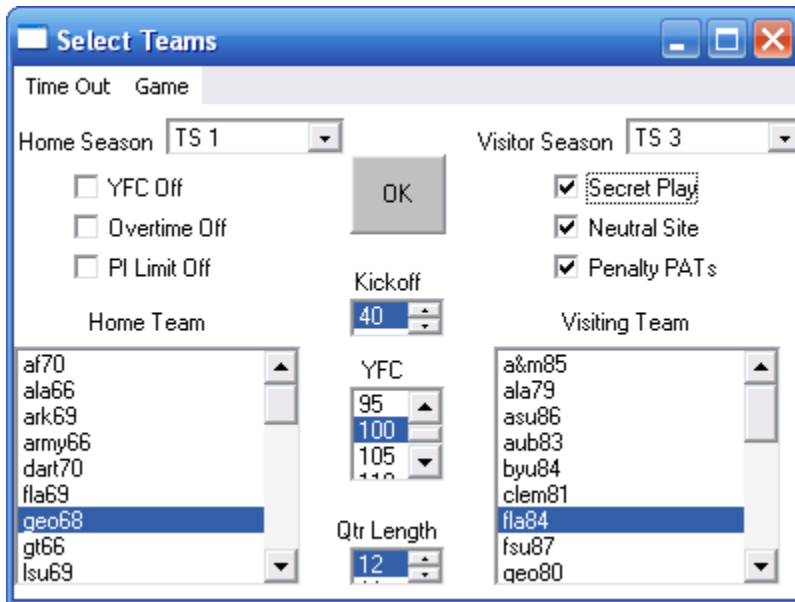 Select Teams
Time Out Game
Home Season TS 1
Visitor Season TS 3
YFC Off
Overtime Off
PI Limit Off
OK
Secret Play
Neutral Site
Penalty PATs
Kickoff
40
Home Team
af70
ala66
ark69
army66
dart70
fla69
geo68
gt66
lsu69
YFC
95
100
105
Qtr Length
12
Visiting Team
a&m85
ala79
asu86
aub83
byu84
clem81
fla84
fsu87
geo80